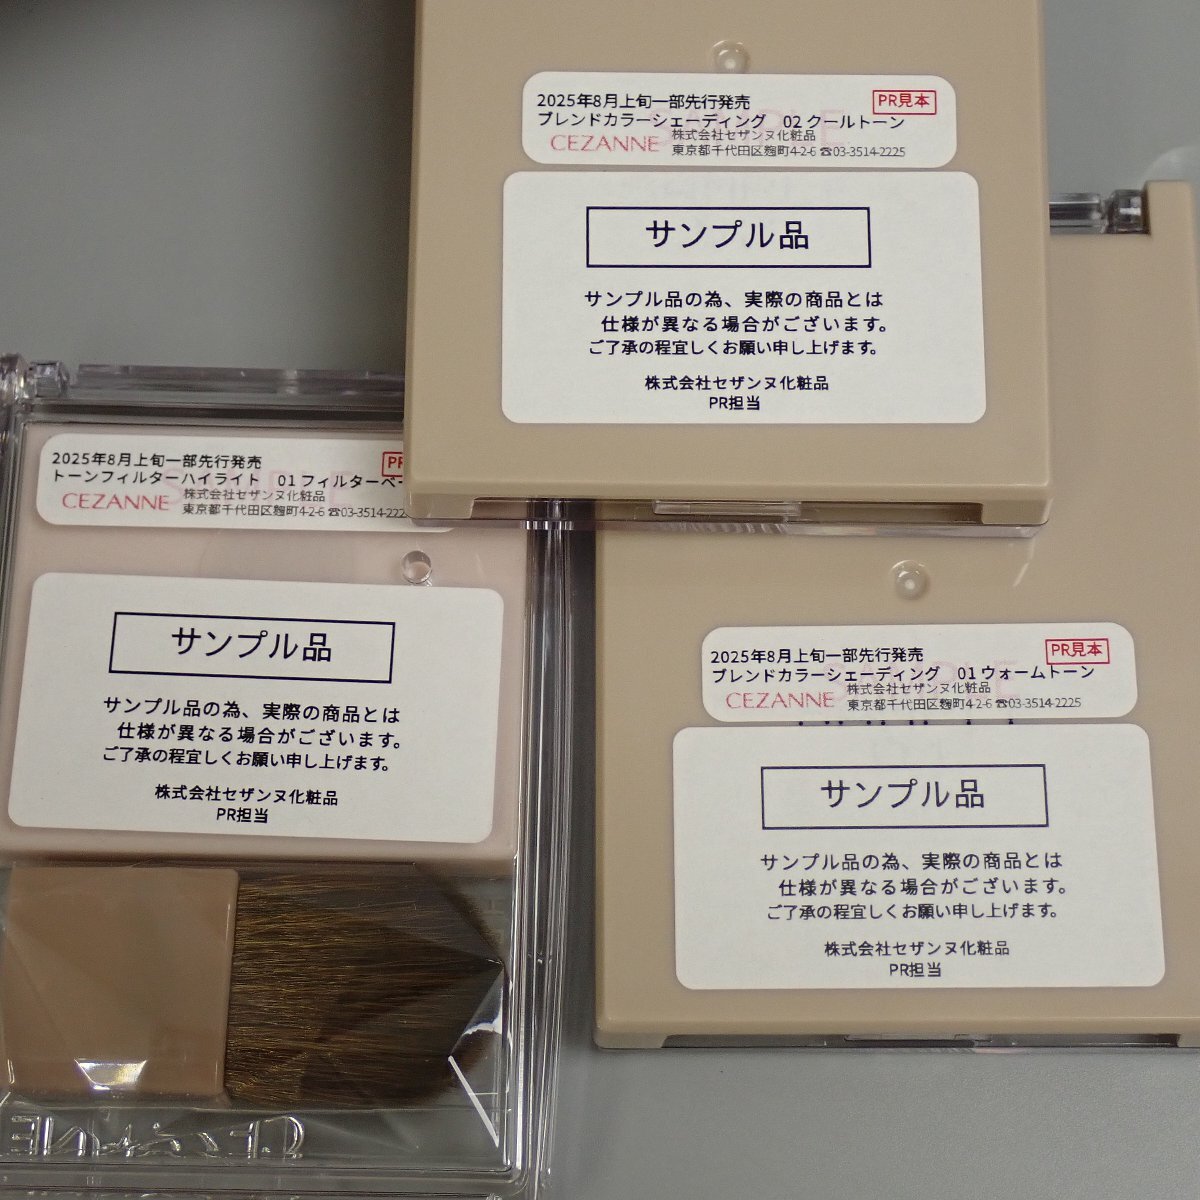 2025年8月上旬一部先行発売
PR見本
ブレンドカラーシェーディング 02 クールトーン
CEZANNE
株式会社セザンヌ化粧品
東京都千代田区麹町4-2-6 ☎03-3514-2225
サンプル品
サンプル品の為、実際の商品とは
仕様が異なる場合がございます。
ご了承の程宜しくお願い申し上げます。
株式会社セザンヌ化粧品
PR担当
2025年8月上旬一部先行発売
PR
トーンフィルターハイライト 01 フィルターベー
CEZANNE
株式会社セザンヌ化粧品
東京都千代田区麹町4-2-6 ☎03-3514-222
サンプル品
サンプル品の為、実際の商品とは
仕様が異なる場合がございます。
ご了承の程宜しくお願い申し上げます。
株式会社セザンヌ化粧品
PR担当
CEZANNE
2025年8月上旬一部先行発売
PR見本
ブレンドカラーシェーディング 01 ウォームトーン
CEZANNE
株式会社セザンヌ化粧品
東京都千代田区麹町4-2-6 ☎03-3514-2225
サンプル品
サンプル品の為、実際の商品とは
仕様が異なる場合がございます。
ご了承の程宜しくお願い申し上げます。
株式会社セザンヌ化粧品
PR担当